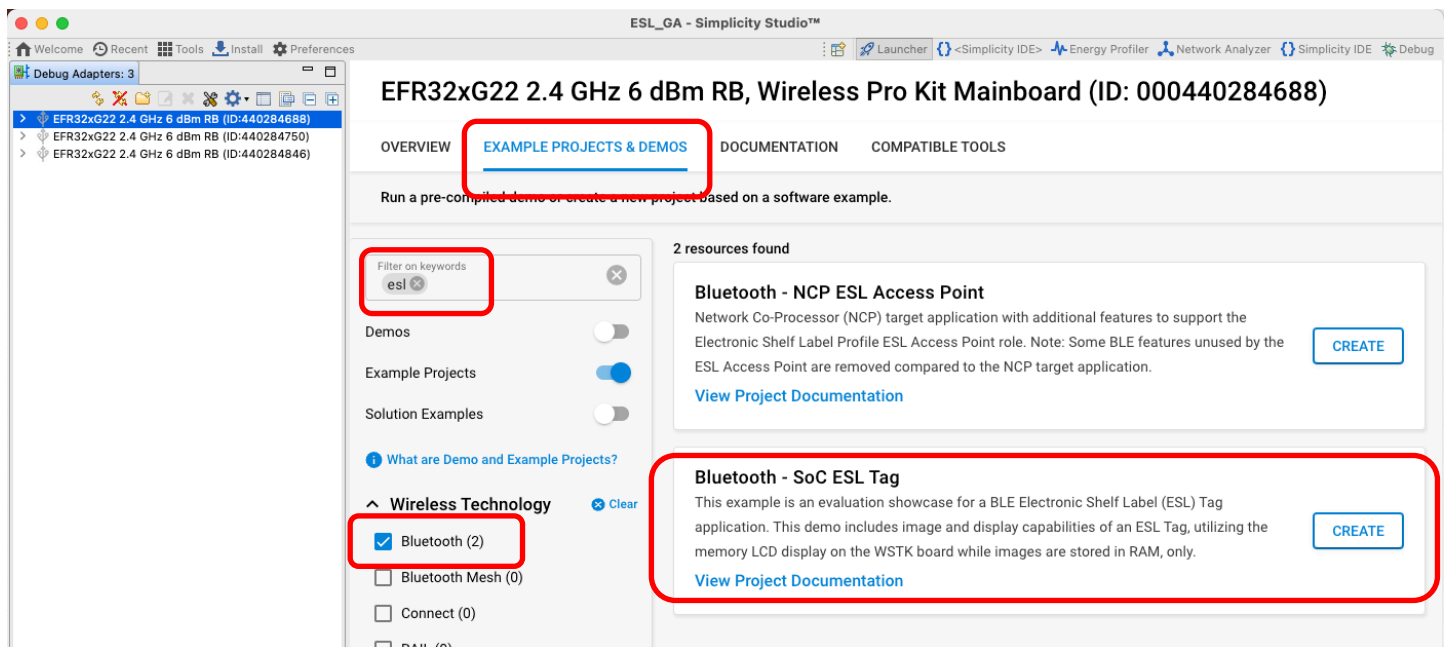 ESL_GA - Simplicity Studio™
Welcome Recent Tools Install Preferences
Launcher <Simplicity IDE> Energy Profiler Network Analyzer Simplicity IDE Debug
Debug Adapters: 3
EFR32xG22 2.4 GHz 6 dBm RB (ID:440284688)
EFR32xG22 2.4 GHz 6 dBm RB (ID:440284750)
EFR32xG22 2.4 GHz 6 dBm RB (ID:440284846)
EFR32xG22 2.4 GHz 6 dBm RB, Wireless Pro Kit Mainboard (ID: 000440284688)
OVERVIEW EXAMPLE PROJECTS & DEMOS DOCUMENTATION COMPATIBLE TOOLS
Run a pre-compiled demo or create a new project based on a software example.
Filter on keywords
esl
Demos
Example Projects
Solution Examples
What are Demo and Example Projects?
Wireless Technology Clear
Bluetooth (2)
Bluetooth Mesh (0)
Connect (0)
2 resources found
Bluetooth - NCP ESL Access Point
Network Co-Processor (NCP) target application with additional features to support the
Electronic Shelf Label Profile ESL Access Point role. Note: Some BLE features unused by the
ESL Access Point are removed compared to the NCP target application.
View Project Documentation
CREATE
Bluetooth - SoC ESL Tag
This example is an evaluation showcase for a BLE Electronic Shelf Label (ESL) Tag
application. This demo includes image and display capabilities of an ESL Tag, utilizing the
memory LCD display on the WSTK board while images are stored in RAM, only.
View Project Documentation
CREATE